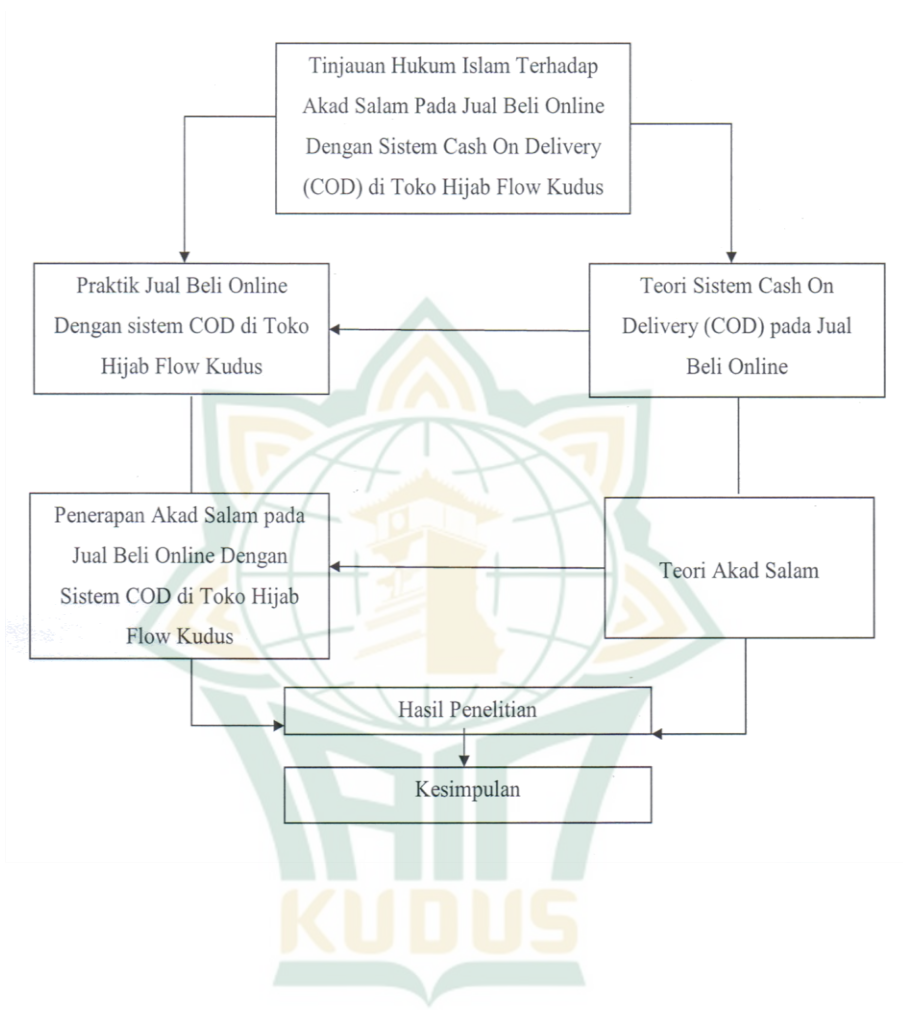 Tinjauan Hukum Islam Terhadap
Akad Salam Pada Jual Beli Online
Dengan Sistem Cash On Delivery
(COD) di Toko Hijab Flow Kudus
Praktik Jual Beli Online
Dengan sistem COD di Toko
Hijab Flow Kudus
Teori Sistem Cash On
Delivery (COD) pada Jual
Beli Online
Penerapan Akad Salam pada
Jual Beli Online Dengan
Sistem COD di Toko Hijab
Flow Kudus
Teori Akad Salam
Hasil Penelitian
Kesimpulan
IAIN
KUDUS